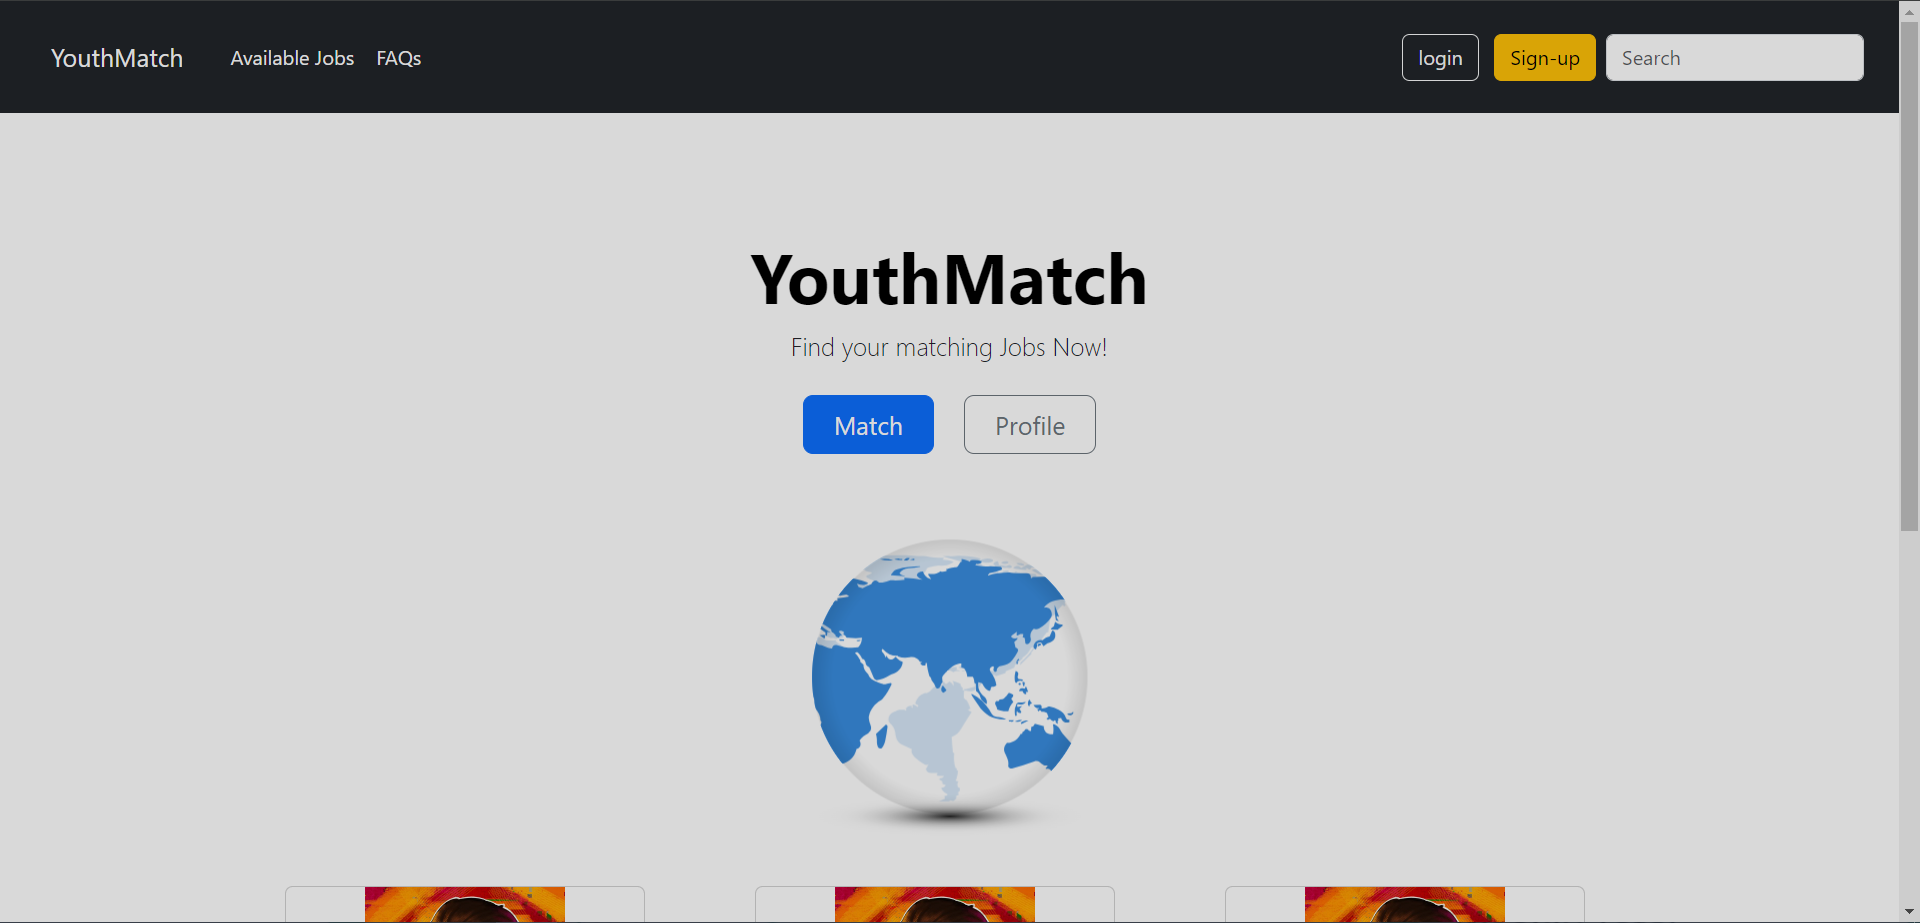 YouthMatch Available Jobs FAQs login Sign-up Search
YouthMatch
Find your matching Jobs Now!
Match Profile